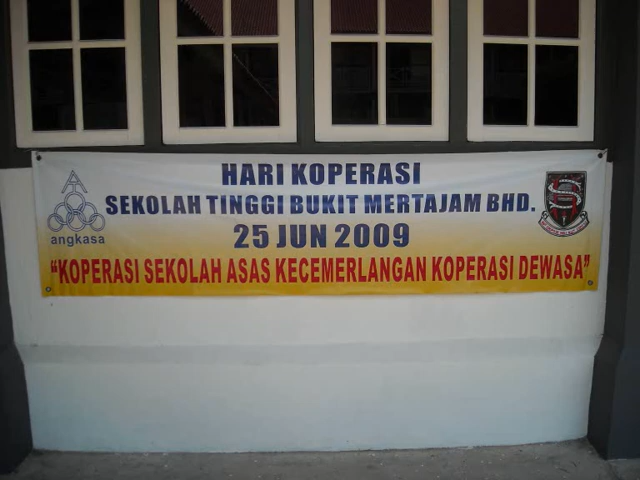 HARI KOPERASI
SEKOLAH TINGGI BUKIT MERTAJAM BHD.
25 JUN 2009
"KOPERASI SEKOLAH ASAS KECEMERLANGAN KOPERASI DEWASA"
angkasa